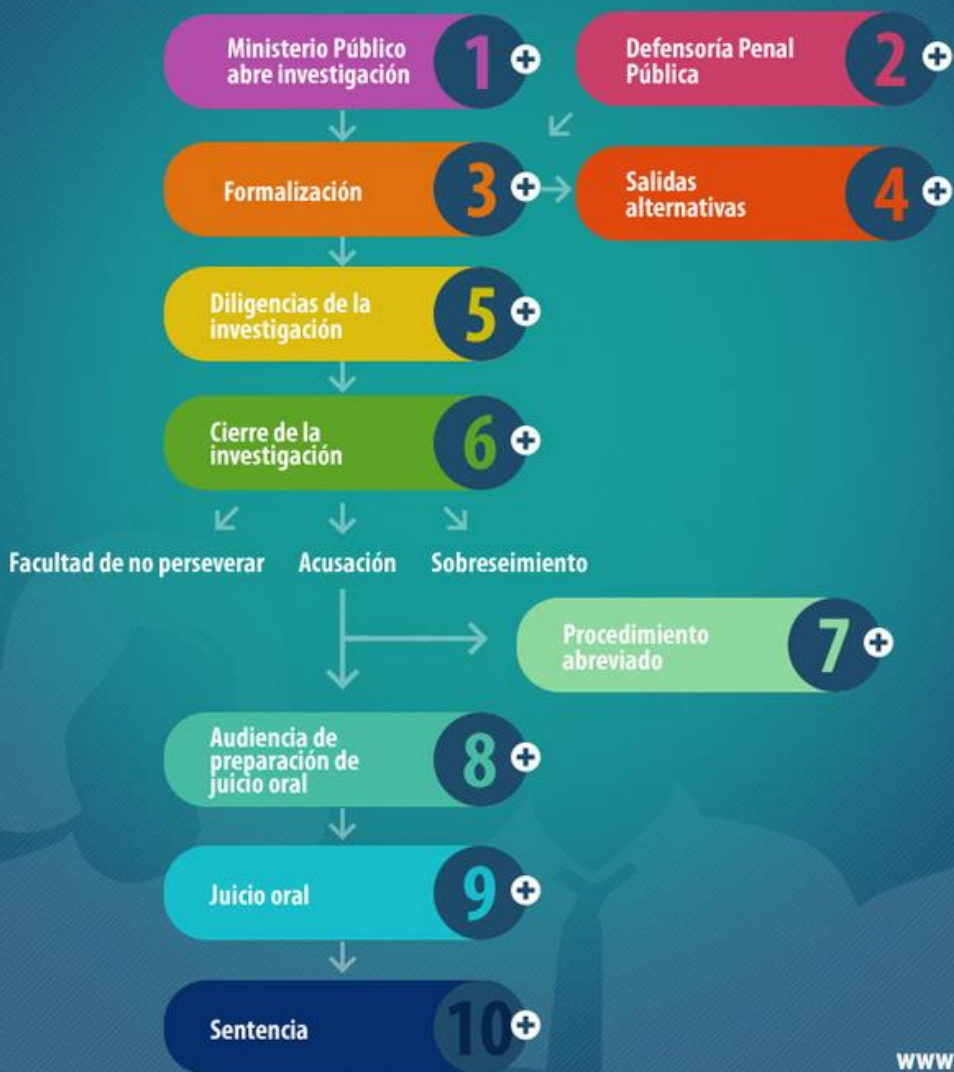 Ministerio Público
abre investigación
1
Defensoría Penal
Pública
2
Formalización
3
Salidas
alternativas
4
Diligencias de la
investigación
5
Cierre de la
investigación
6
Facultad de no perseverar
Acusación
Sobreseimiento
Procedimiento
abreviado
7
Audiencia de
preparación de
juicio oral
8
Juicio oral
9
Sentencia
10
www